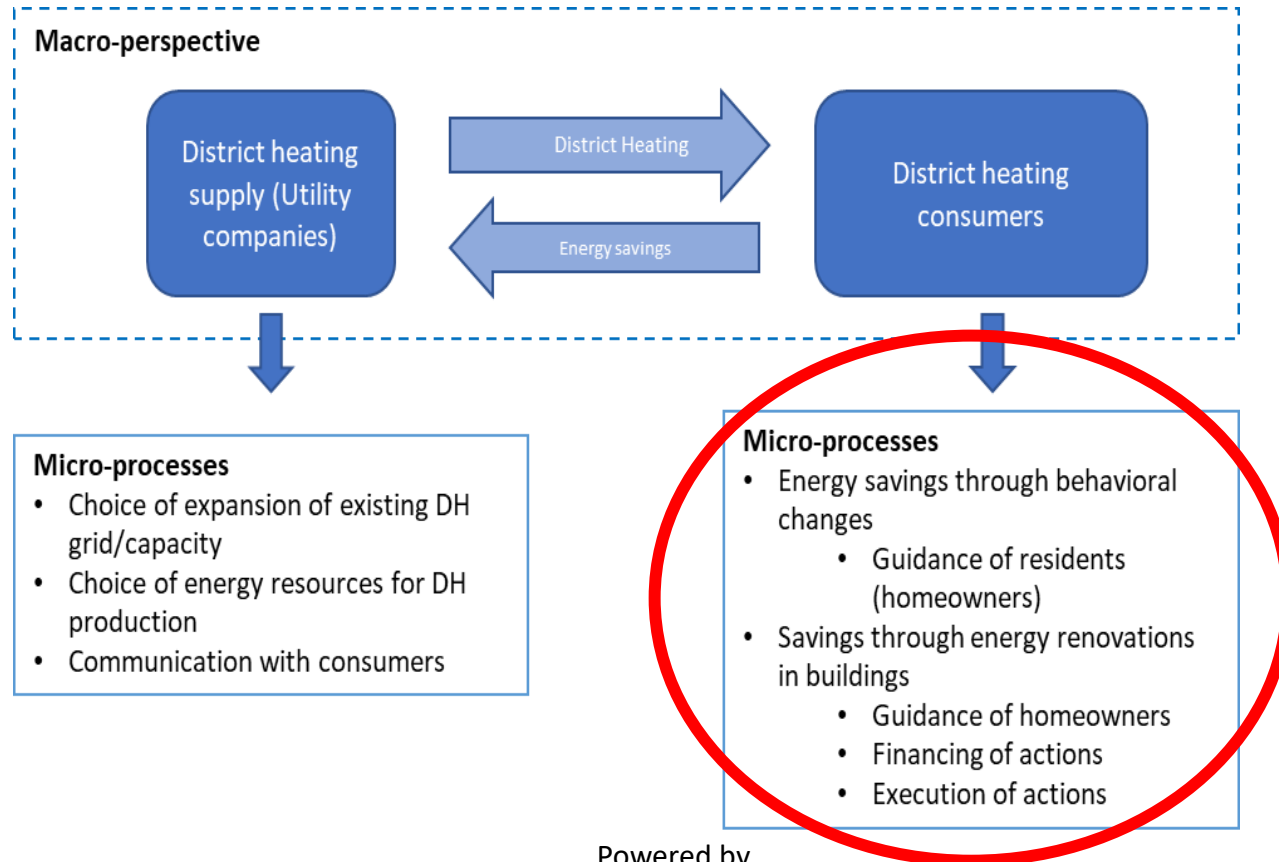 Macro-perspective
District heating
supply (Utility
companies)
District Heating
Energy savings
District heating
consumers
Micro-processes
• Choice of expansion of existing DH
grid/capacity
• Choice of energy resources for DH
production
• Communication with consumers
Micro-processes
• Energy savings through behavioral
changes
• Guidance of residents
(homeowners)
• Savings through energy renovations
in buildings
• Guidance of homeowners
• Financing of actions
• Execution of actions
Powered by